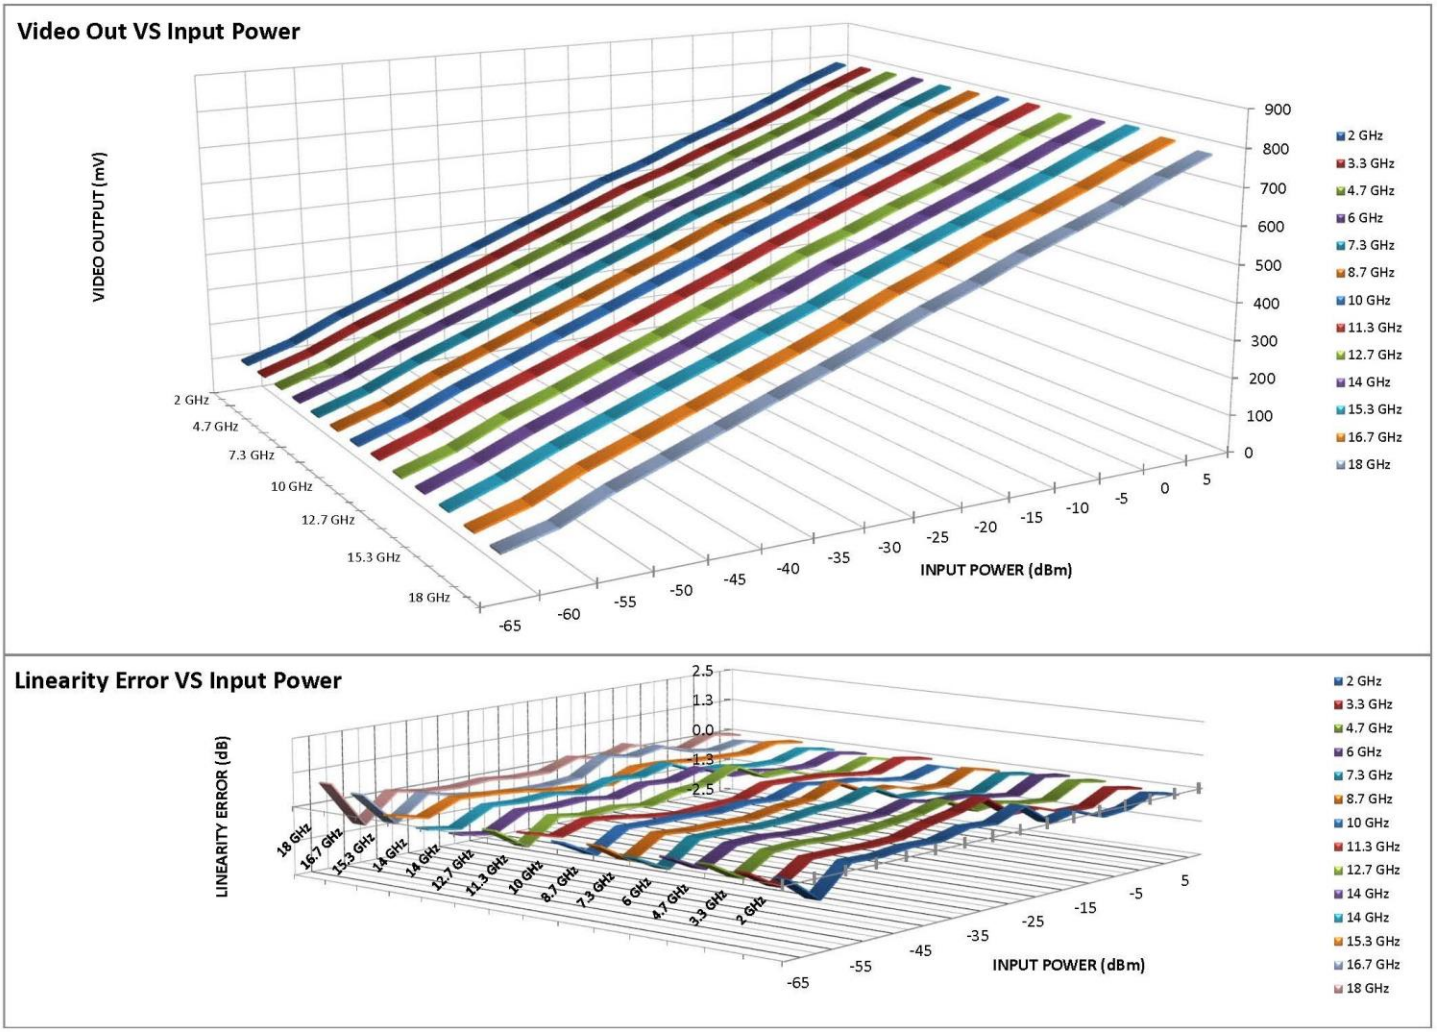 Video Out VS Input Power
VIDEO OUTPUT (mV)
900
800
700
600
500
400
300
200
100
0
2 GHz
4.7 GHz
7.3 GHz
10 GHz
12.7 GHz
15.3 GHz
18 GHz
-65
-60
-55
-50
-45
-40
-35
-30
-25
-20
-15
-10
-5
0
5
INPUT POWER (dBm)
2 GHz
3.3 GHz
4.7 GHz
6 GHz
7.3 GHz
8.7 GHz
10 GHz
11.3 GHz
12.7 GHz
14 GHz
15.3 GHz
16.7 GHz
18 GHz
Linearity Error VS Input Power
LINEARITY ERROR (dB)
2.5
1.3
0.0
-1.3
-2.5
18 GHz
16.7 GHz
15.3 GHz
14 GHz
14 GHz
12.7 GHz
11.3 GHz
10 GHz
8.7 GHz
7.3 GHz
6 GHz
4.7 GHz
3.3 GHz
2 GHz
-65
-55
-45
-35
-25
-15
-5
5
INPUT POWER (dBm)
2 GHz
3.3 GHz
4.7 GHz
6 GHz
7.3 GHz
8.7 GHz
10 GHz
11.3 GHz
12.7 GHz
14 GHz
14 GHz
15.3 GHz
16.7 GHz
18 GHz